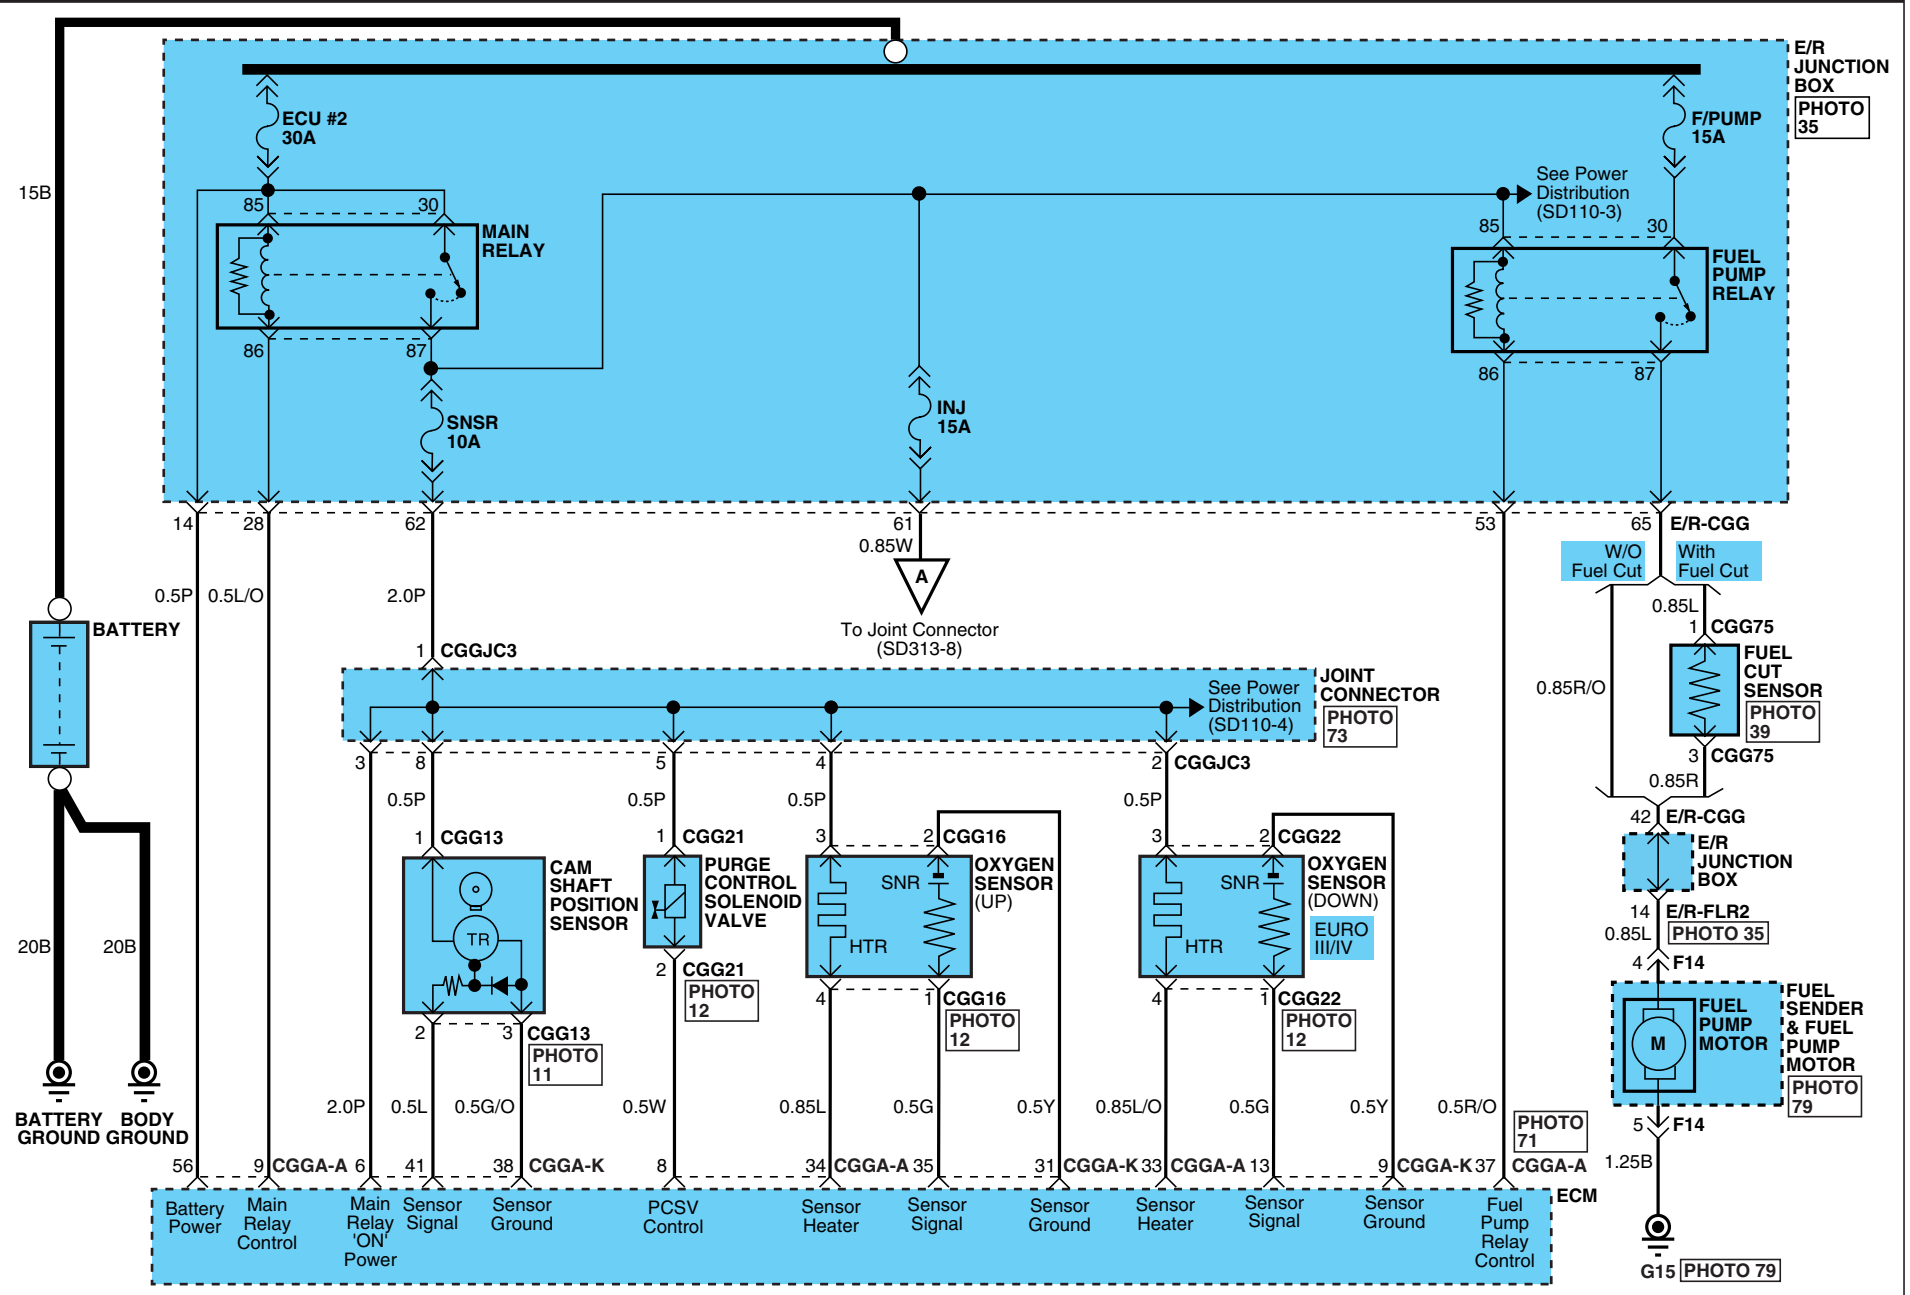 E/R
JUNCTION
BOX
PHOTO
35
ECU #2
30A
F/PUMP
15A
15B
See Power
Distribution
(SD110-3)
85
30
MAIN
RELAY
85
30
FUEL
PUMP
RELAY
86
87
86
87
SNSR
10A
INJ
15A
14
28
62
61
53
65
E/R-CGG
0.85W
A
W/O
Fuel Cut
With
Fuel Cut
0.5P
0.5L/O
2.0P
0.85L
BATTERY
To Joint Connector
(SD313-8)
1
CGGJC3
1
CGG75
FUEL
CUT
SENSOR
PHOTO
39
0.85R/O
See Power
Distribution
(SD110-4)
JOINT
CONNECTOR
PHOTO
73
3
8
5
4
2
CGGJC3
3
CGG75
0.85R
0.5P
0.5P
0.5P
0.5P
1
CGG13
1
CGG21
3
2
CGG16
3
2
CGG22
42
E/R-CGG
E/R
JUNCTION
BOX
CAM
SHAFT
POSITION
SENSOR
TR
PURGE
CONTROL
SOLENOID
VALVE
SNR
HTR
OXYGEN
SENSOR
(UP)
SNR
HTR
OXYGEN
SENSOR
(DOWN)
EURO
III/IV
14
E/R-FLR2
0.85L
PHOTO 35
20B
20B
2
CGG21
PHOTO
12
4
F14
4
1
CGG16
PHOTO
12
4
1
CGG22
PHOTO
12
FUEL
PUMP
MOTOR
M
FUEL
SENDER
& FUEL
PUMP
MOTOR
PHOTO
79
2
3
CGG13
PHOTO
11
BATTERY
GROUND
BODY
GROUND
2.0P
0.5L
0.5G/O
0.5W
0.85L
0.5G
0.5Y
0.85L/O
0.5G
0.5Y
0.5R/O
PHOTO
71
5
F14
56
9
CGGA-A
6
41
38
CGGA-K
8
34
CGGA-A
35
31
CGGA-K
33
CGGA-A
13
9
CGGA-K
37
CGGA-A
1.25B
ECM
Battery
Power
Main
Relay
Control
Main
Relay
'ON'
Power
Sensor
Signal
Sensor
Ground
PCSV
Control
Sensor
Heater
Sensor
Signal
Sensor
Ground
Sensor
Heater
Sensor
Signal
Sensor
Ground
Fuel
Pump
Relay
Control
G15
PHOTO 79